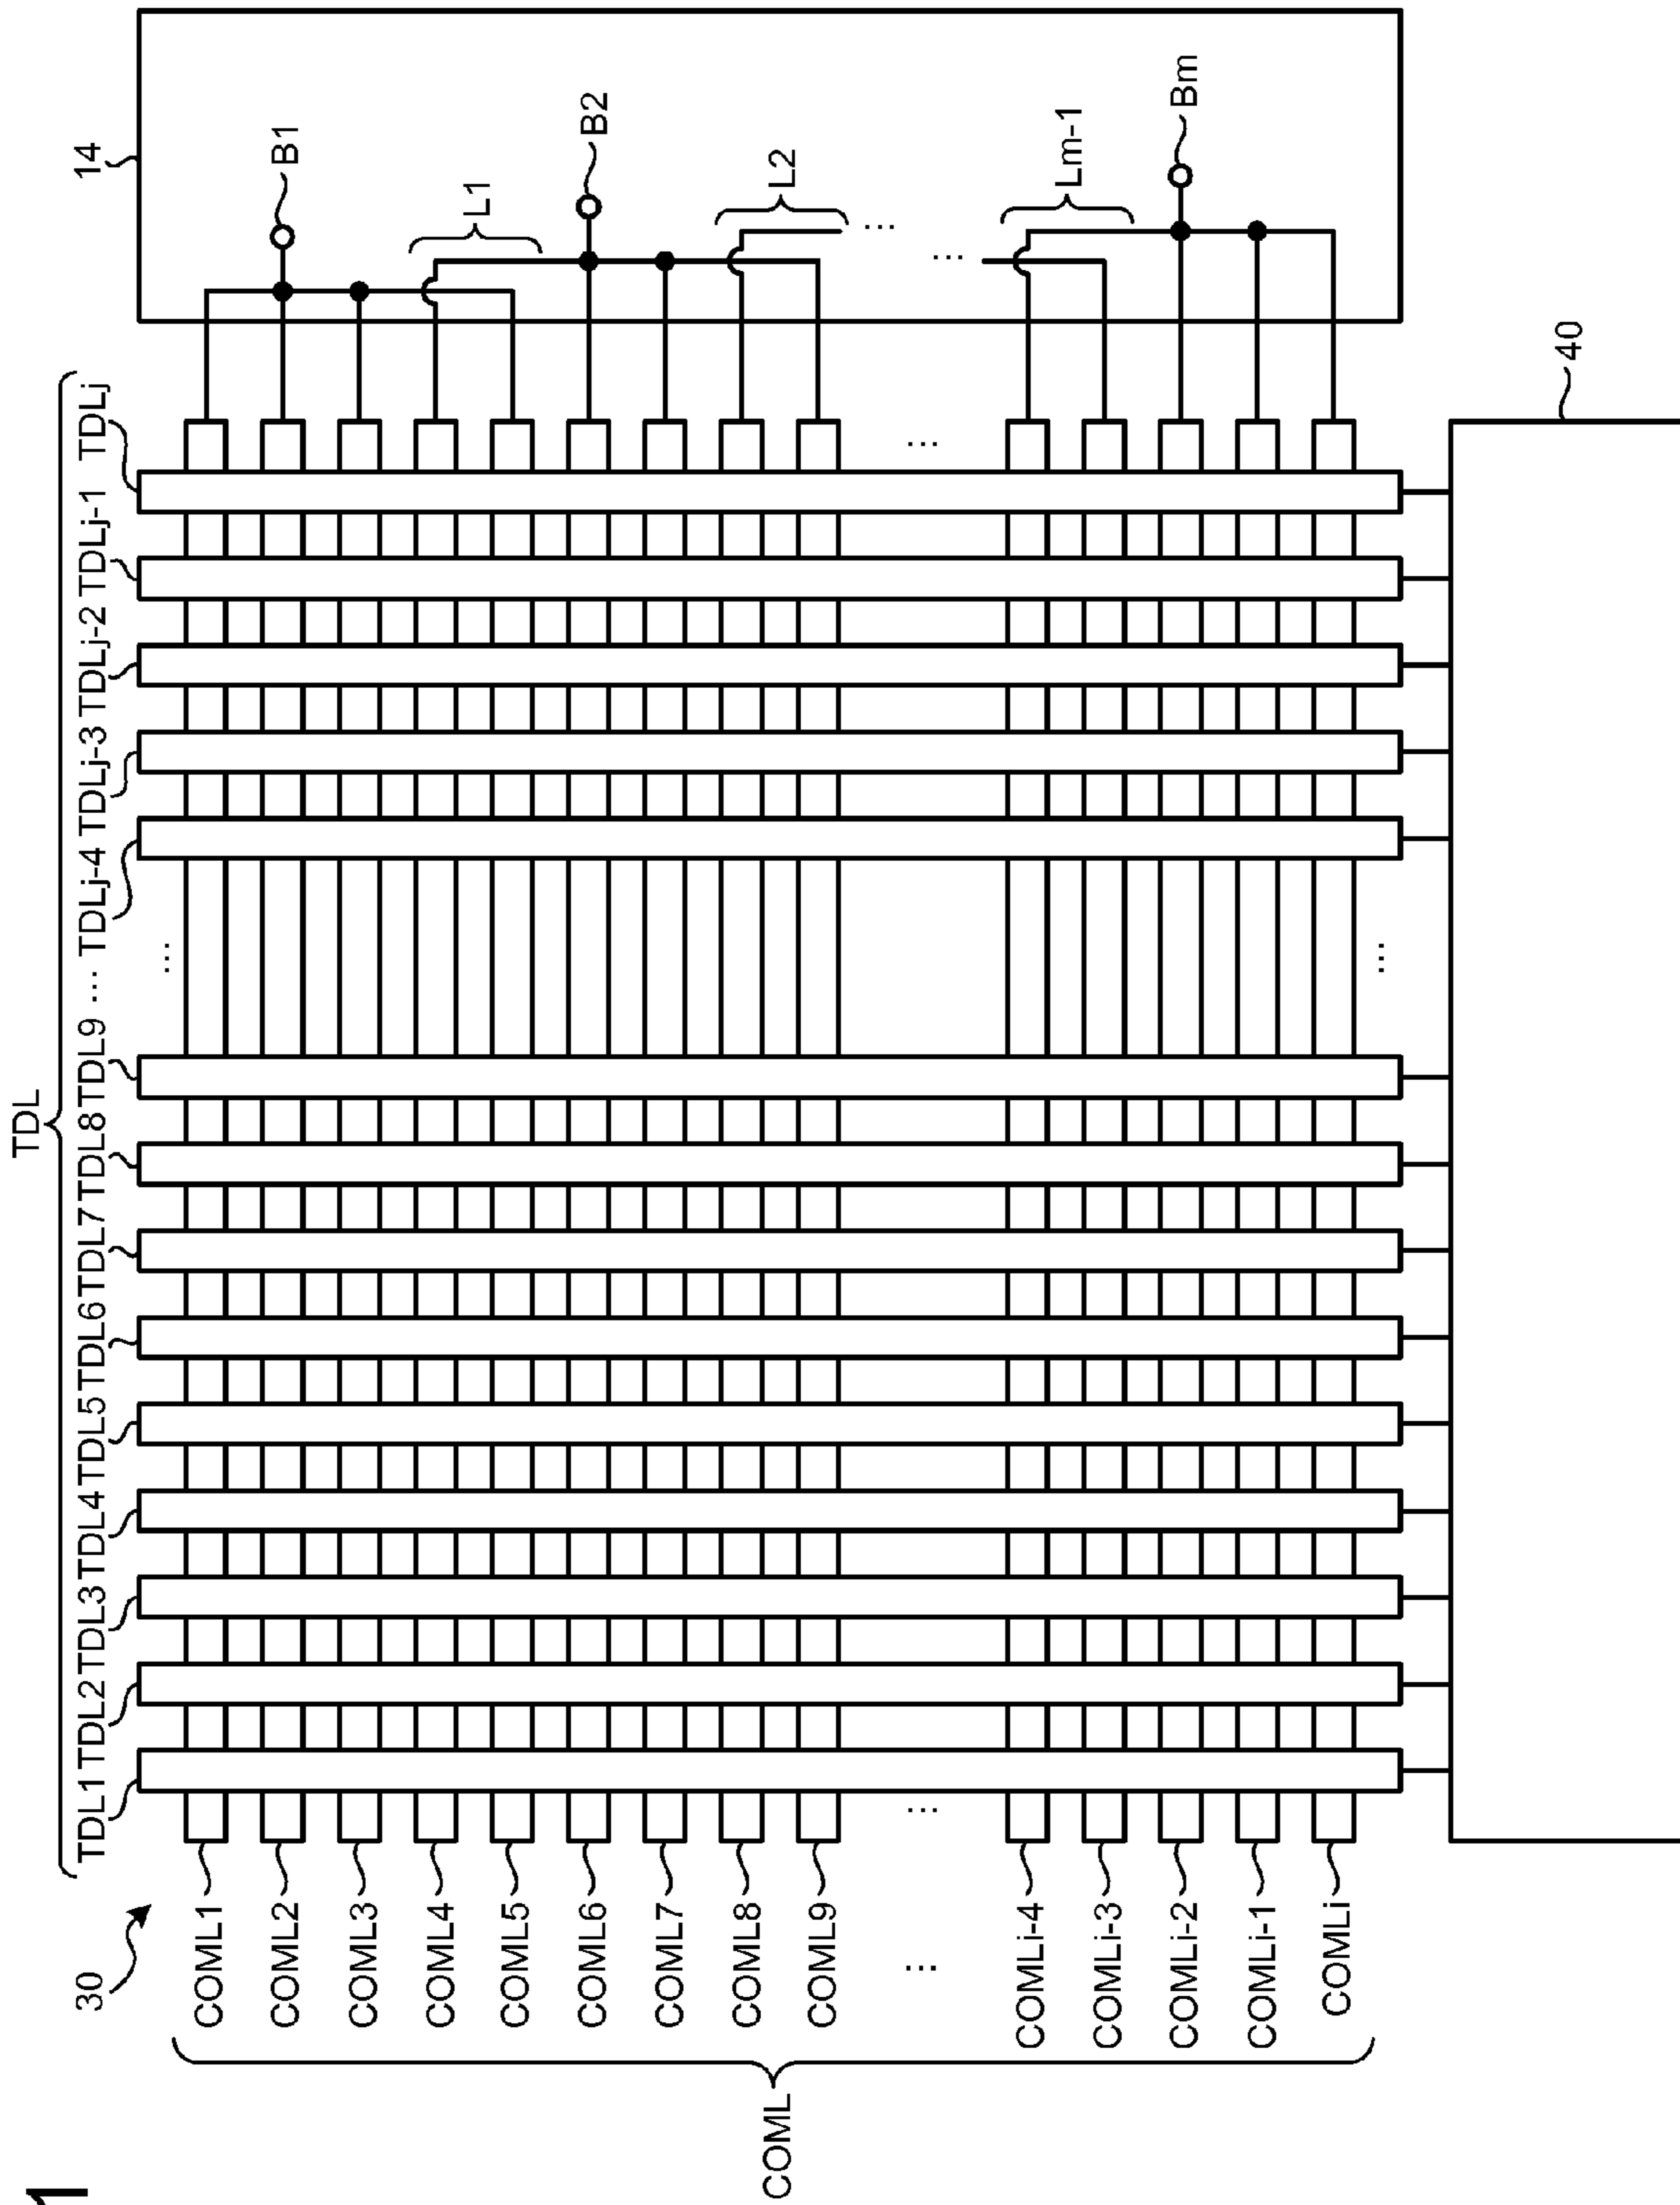 1
30
TDL
TDL1 TDL2 TDL3 TDL4 TDL5 TDL6 TDL7 TDL8 TDL9 ... TDLj-4 TDLj-3 TDLj-2 TDLj-1 TDLj
14
COML
COML1
COML2
COML3
COML4
COML5
COML6
COML7
COML8
COML9
...
COMLi-4
COMLi-3
COMLi-2
COMLi-1
COMLi
...
...
...
...
B1
L1
B2
L2
...
...
Lm-1
Bm
40